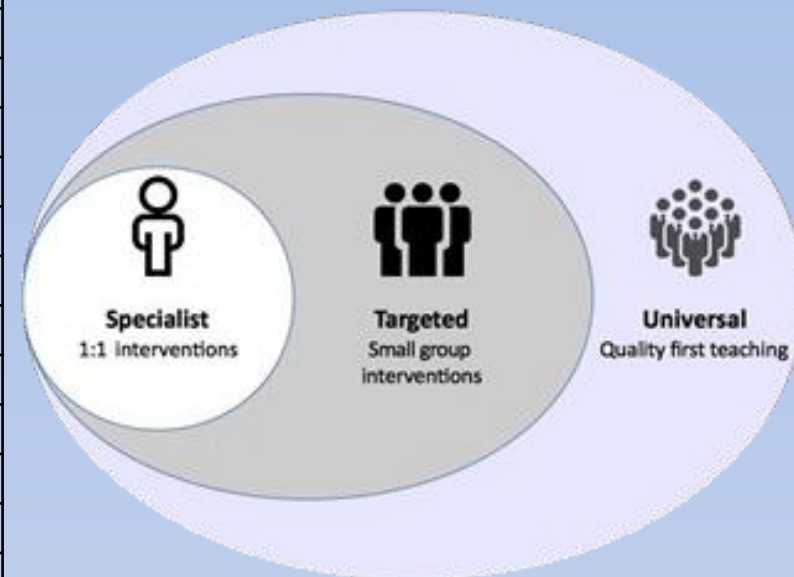 Specialist
1:1 interventions
Targeted
Small group
interventions
Universal
Quality first teaching